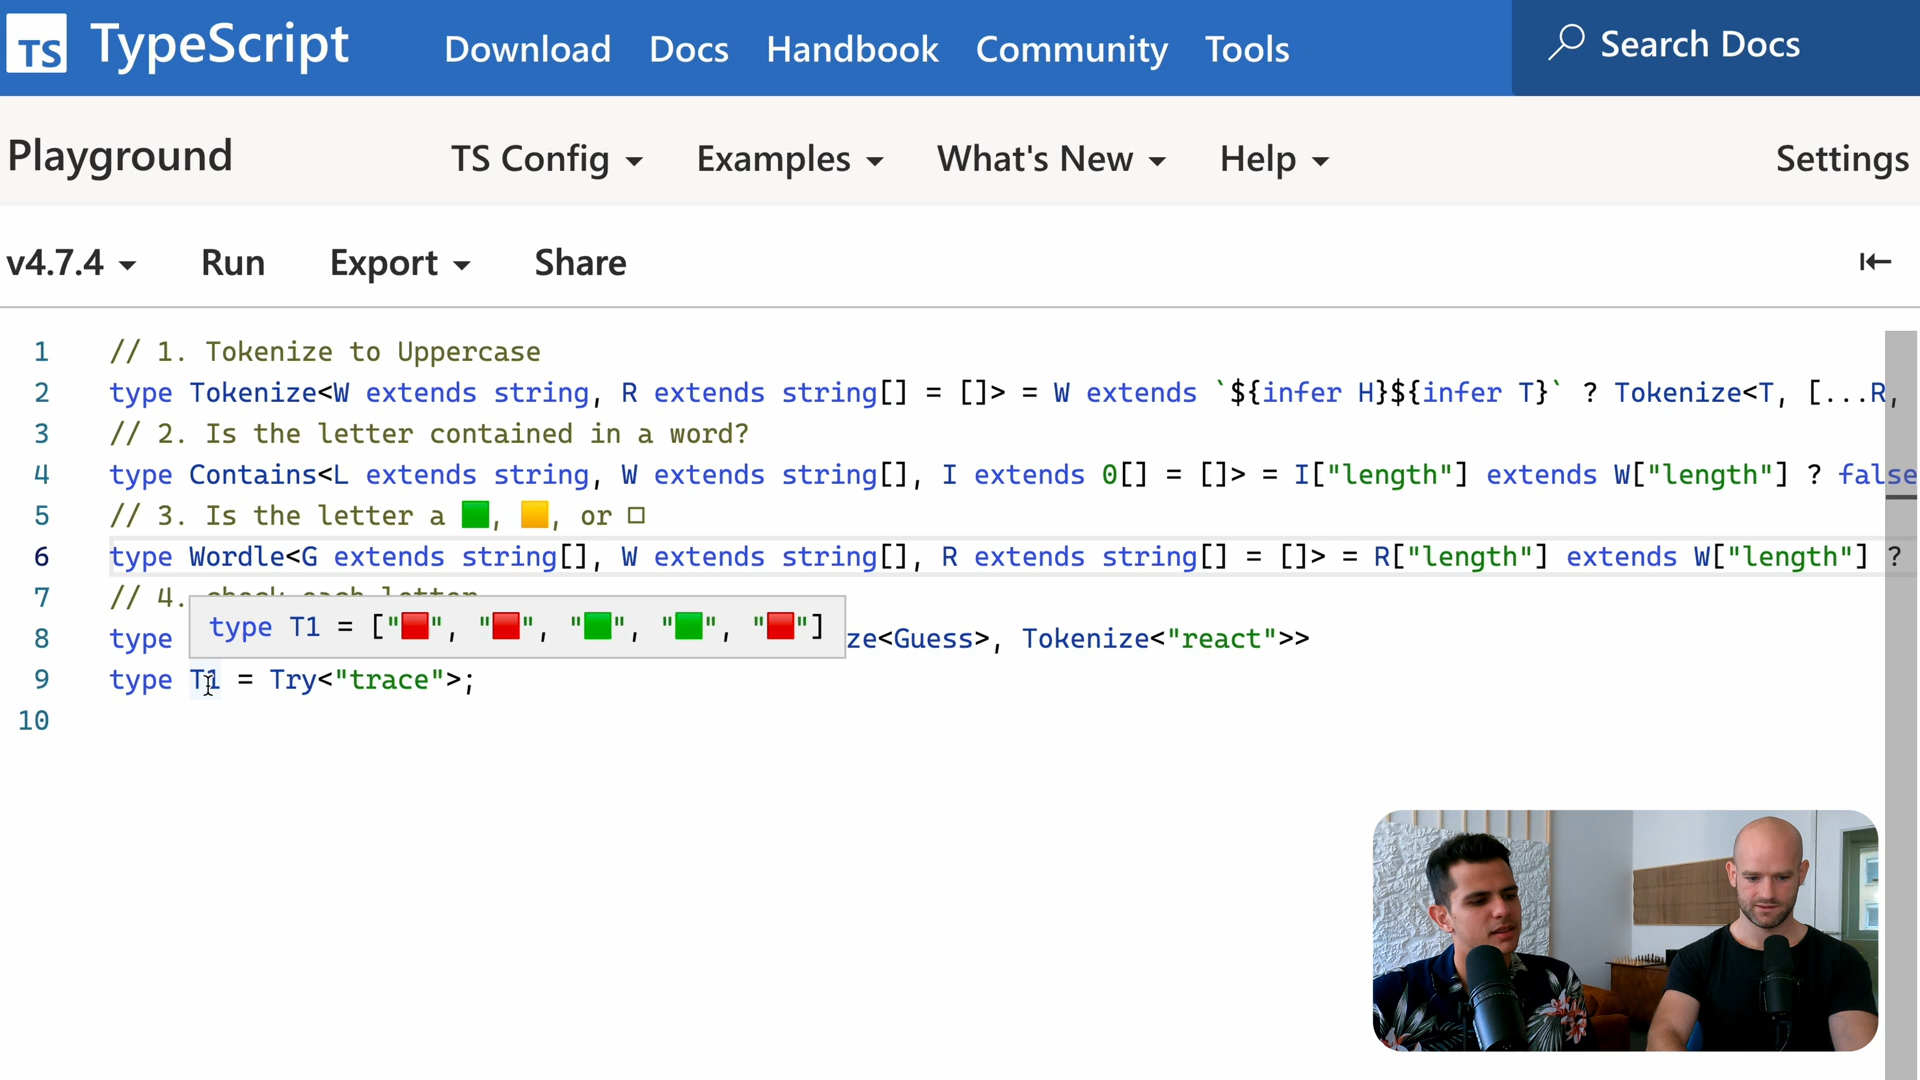 TS TypeScript Download Docs Handbook Community Tools Search Docs
Playground TS Config Examples What's New Help Settings
v4.7.4 Run Export Share
1 // 1. Tokenize to Uppercase
2 type Tokenize<W extends string, R extends string[] = []> = W extends `${infer H}${infer T}` ? Tokenize<T, [...R,
3 // 2. Is the letter contained in a word?
4 type Contains<L extends string, W extends string[], I extends 0[] = []> = I["length"] extends W["length"] ? false
5 // 3. Is the letter a 🟩, 🟨, or □
6 type Wordle<G extends string[], W extends string[], R extends string[] = []> = R["length"] extends W["length"] ?
7 // 4. check each letter
type T1 = ["🟥", "🟥", "🟩", "🟩", "🟥"]
8 type ze<Guess>, Tokenize<"react">>
9 type T1 = Try<"trace">;
10